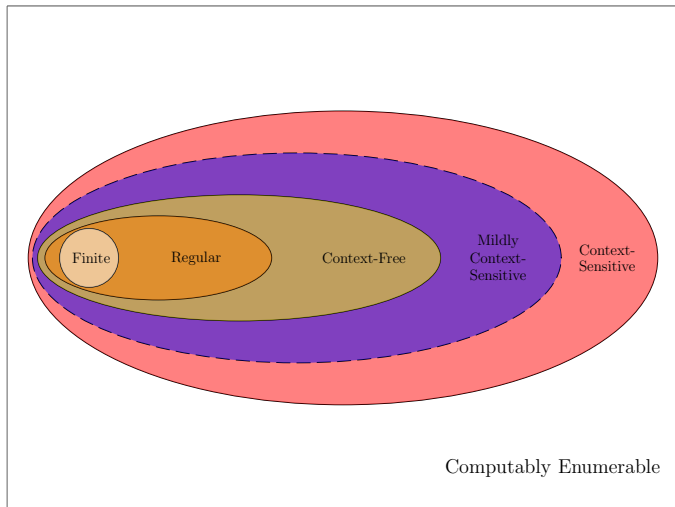 Finite
Regular
Context-Free
Mildly
Context-
Sensitive
Context-
Sensitive
Computably Enumerable